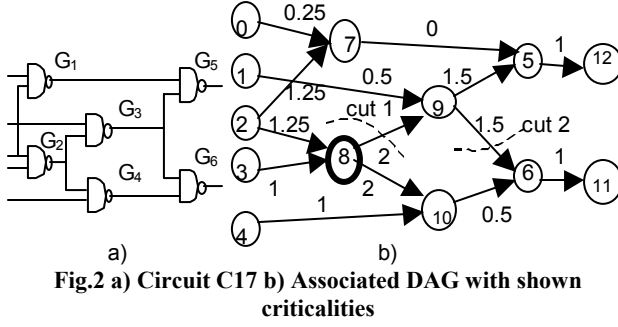 G1
G2
G3
G4
G5
G6
a)
0
1
2
3
4
7
8
9
10
5
6
12
11
0.25
0
1
0.5
1.25
1.5
cut 1
1.25
1.5
cut 2
2
2
1
1
1
0.5
b)
Fig.2 a) Circuit C17 b) Associated DAG with shown
criticalities